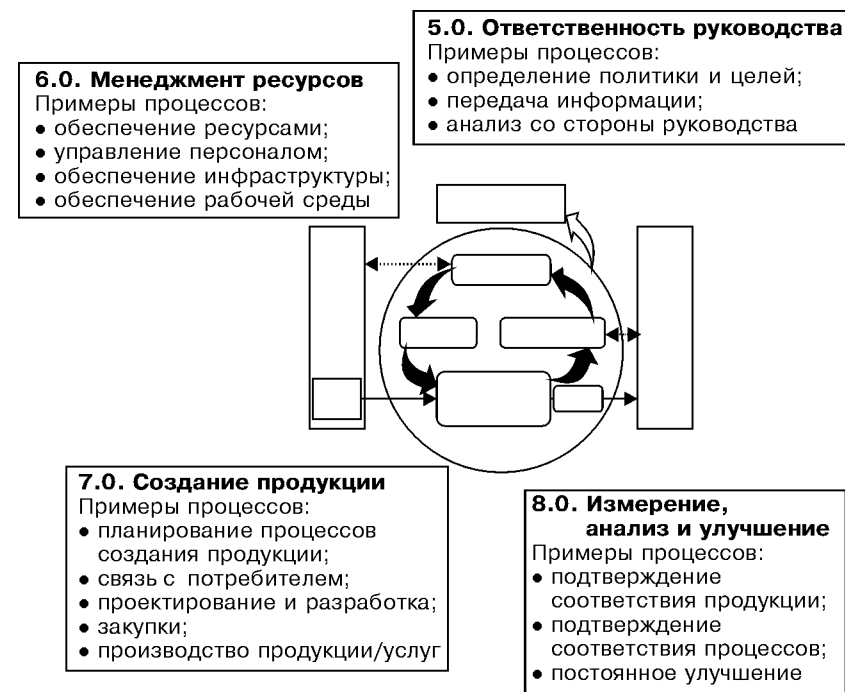 5.0. Ответственность руководства
Примеры процессов:
● определение политики и целей;
● передача информации;
● анализ со стороны руководства
6.0. Менеджмент ресурсов
Примеры процессов:
● обеспечение ресурсами;
● управление персоналом;
● обеспечение инфраструктуры;
● обеспечение рабочей среды
7.0. Создание продукции
Примеры процессов:
● планирование процессов
создания продукции;
● связь с потребителем;
● проектирование и разработка;
● закупки;
● производство продукции/услуг
8.0. Измерение,
анализ и улучшение
Примеры процессов:
● подтверждение
соответствия продукции;
● подтверждение
соответствия процессов;
● постоянное улучшение